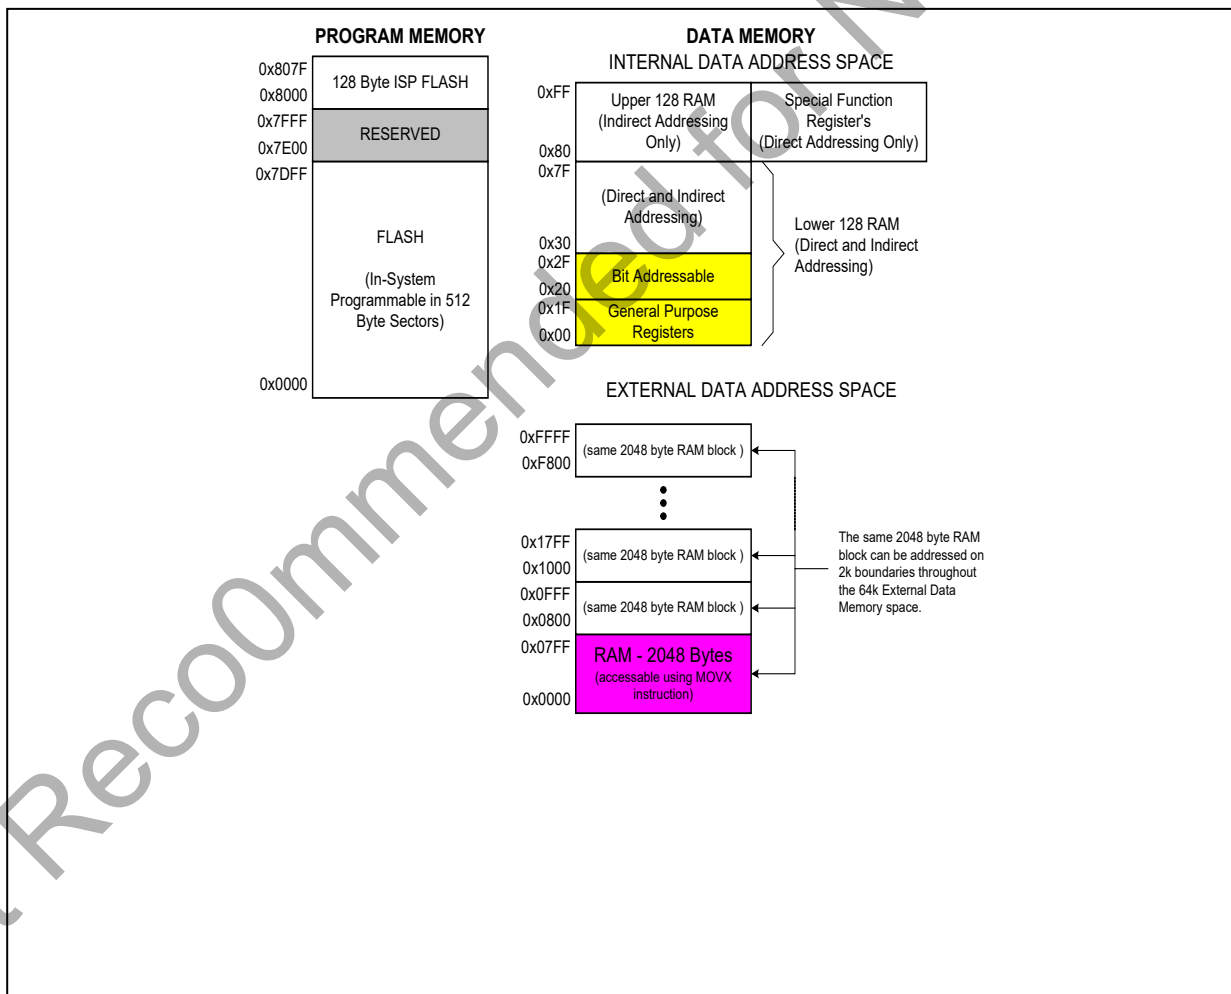 PROGRAM MEMORY
0x807F
0x8000
128 Byte ISP FLASH
0x7FFF
0x7E00
RESERVED
0x7DFF
FLASH
(In-System
Programmable in 512
Byte Sectors)
0x0000
DATA MEMORY
INTERNAL DATA ADDRESS SPACE
0xFF
Upper 128 RAM
(Indirect Addressing
Only)
0x80
Special Function
Register's
(Direct Addressing Only)
0x7F
(Direct and Indirect
Addressing)
0x30
0x2F
Bit Addressable
0x20
0x1F
General Purpose
Registers
0x00
Lower 128 RAM
(Direct and Indirect
Addressing)
EXTERNAL DATA ADDRESS SPACE
0xFFFF
(same 2048 byte RAM block )
0xF800
0x17FF
(same 2048 byte RAM block )
0x1000
0x0FFF
(same 2048 byte RAM block )
0x0800
0x07FF
RAM - 2048 Bytes
(accessable using MOVX
instruction)
0x0000
The same 2048 byte RAM
block can be addressed on
2k boundaries throughout
the 64k External Data
Memory space.
Reco0mmended for